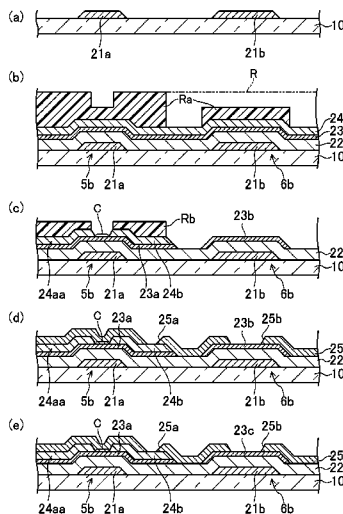 (a)
10
21a 21b
(b)
R
Ra
24
23
22
10
5b 21a 21b 6b
(c)
C Rb 23b
22
10
24aa 5b 21a 23a 24b 21b 6b
(d)
C 23a 25a 23b 25b
25
22
10
24aa 5b 21a 24b 21b 6b
(e)
C 23a 25a 23c 25b
25
22
10
24aa 5b 21a 24b 21b 6b